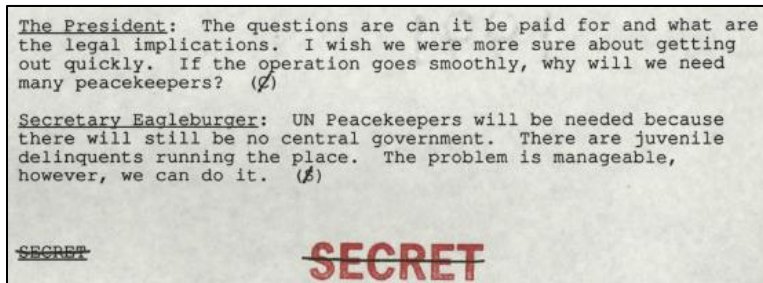 The President: The questions are can it be paid for and what are
the legal implications. I wish we were more sure about getting
out quickly. If the operation goes smoothly, why will we need
many peacekeepers? (C)
Secretary Eagleburger: UN Peacekeepers will be needed because
there will still be no central government. There are juvenile
delinquents running the place. The problem is manageable,
however, we can do it. (S)
SECRET
SECRET